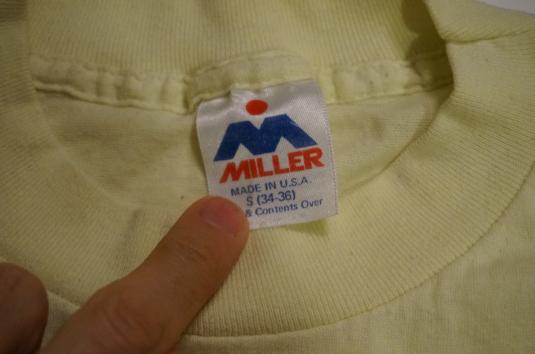 MILLER
MADE IN U.S.A.
S (34-36)
& Contents Over